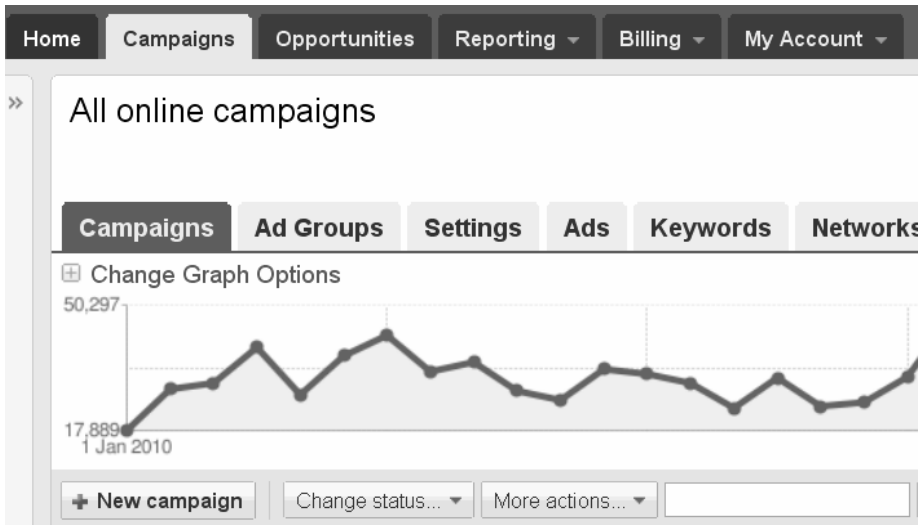 Home Campaigns Opportunities Reporting Billing My Account
»
All online campaigns
Campaigns Ad Groups Settings Ads Keywords Networks
Change Graph Options
50,297
17,889
1 Jan 2010
New campaign Change status... More actions...